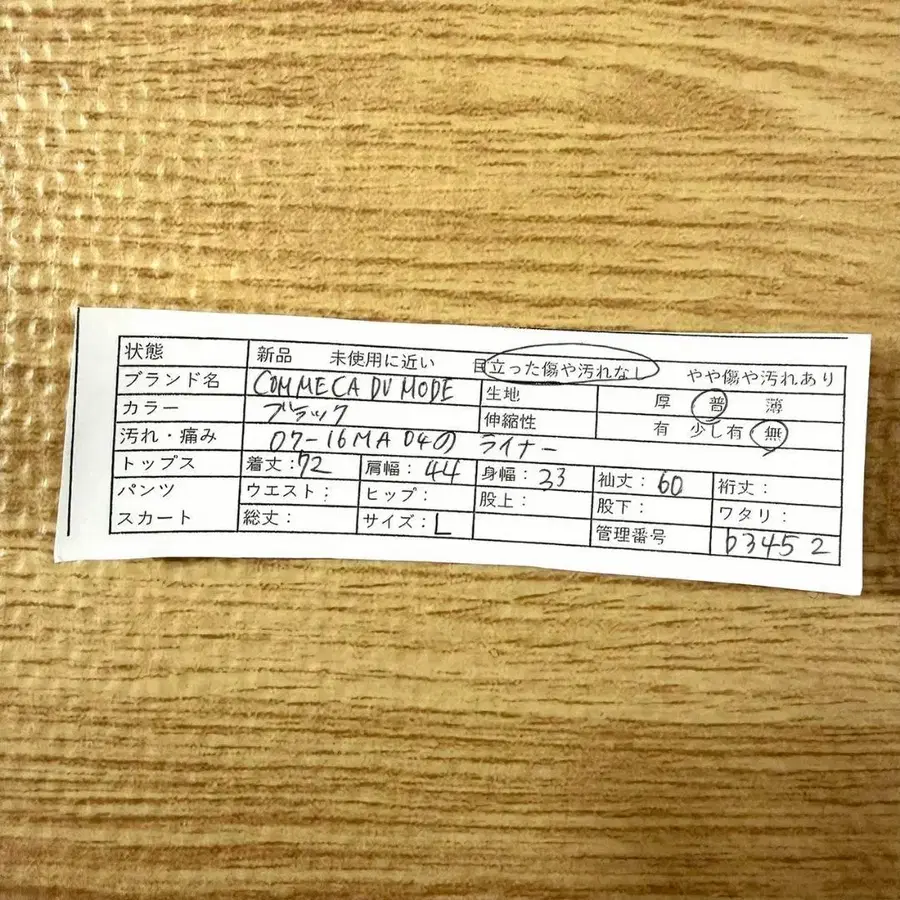 状態 新品 未使用に近い 目立った傷や汚れなし やや傷や汚れあり
ブランド名 COMME CA DU MODE 生地 厚 普 薄
カラー ブラック 伸縮性 有 少し有 無
汚れ・痛み 07-16MA04の ライナー
トップス 着丈:72 肩幅:44 身幅:33 袖丈:60 裄丈:
パンツ ウエスト: ヒップ: 股上: 股下: ワタリ:
スカート 総丈: サイズ:L 管理番号 b3452